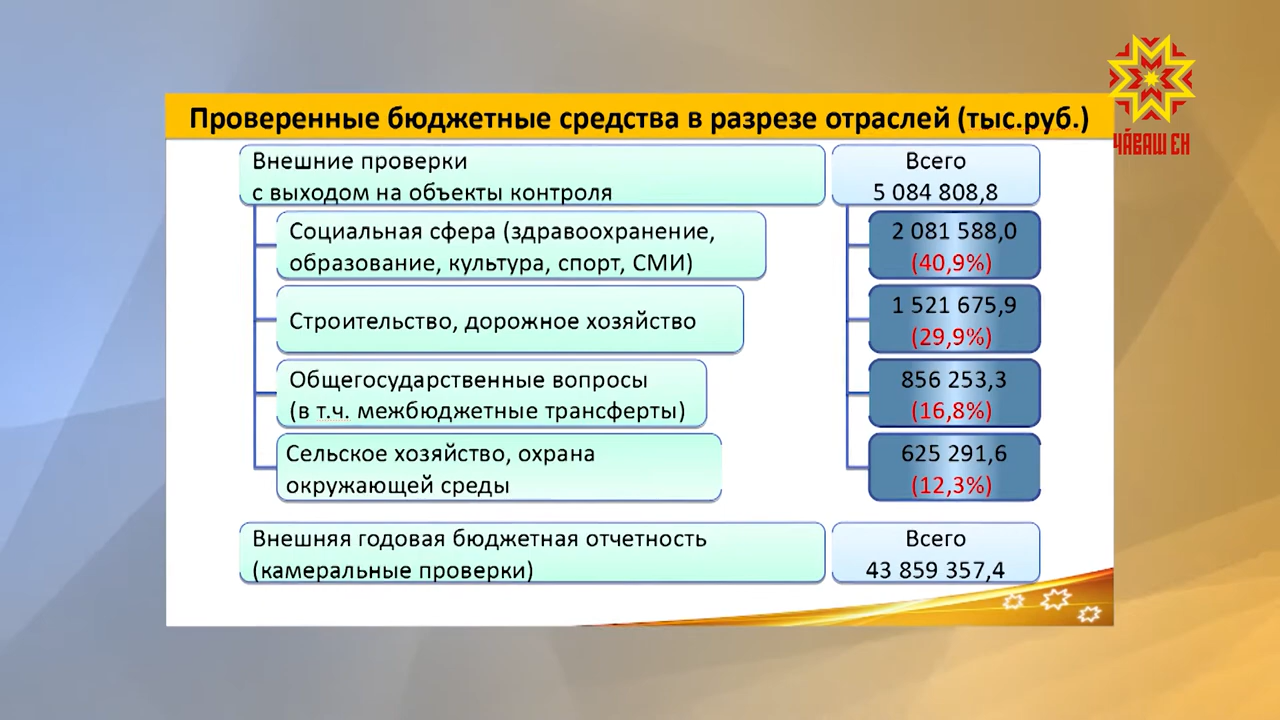 Проверенные бюджетные средства в разрезе отраслей (тыс.руб.)
ЧӐВАШ ЕН
Внешние проверки
с выходом на объекты контроля
Всего
5 084 808,8
Социальная сфера (здравоохранение,
образование, культура, спорт, СМИ)
2 081 588,0
(40,9%)
Строительство, дорожное хозяйство
1 521 675,9
(29,9%)
Общегосударственные вопросы
(в т.ч. межбюджетные трансферты)
856 253,3
(16,8%)
Сельское хозяйство, охрана
окружающей среды
625 291,6
(12,3%)
Внешняя годовая бюджетная отчетность
(камеральные проверки)
Всего
43 859 357,4